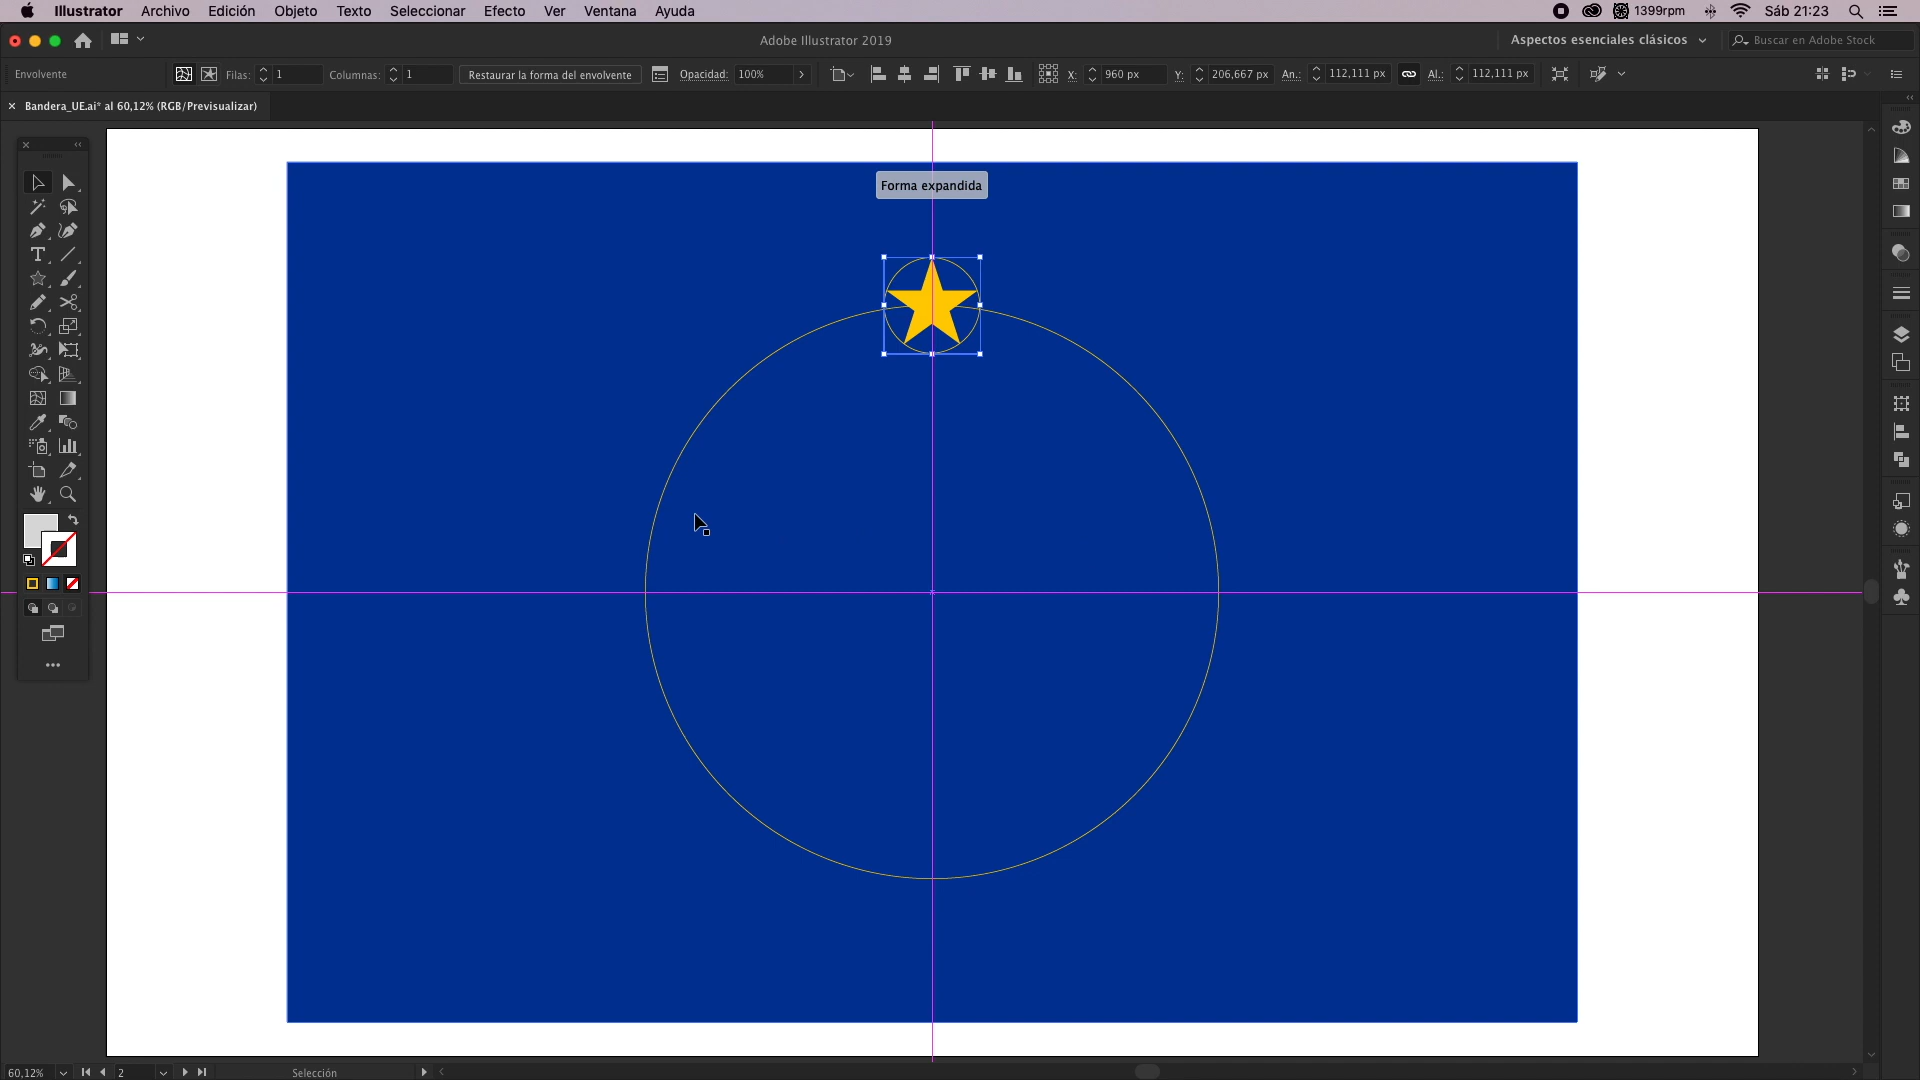 Illustrator Archivo Edición Objeto Texto Seleccionar Efecto Ver Ventana Ayuda 1399rpm Sáb 21:23
Adobe Illustrator 2019 Aspectos esenciales clásicos Buscar en Adobe Stock
Envolvente Filas: 1 Columnas: 1 Restaurar la forma del envolvente Opacidad: 100% X: 960 px Y: 206,667 px An.: 112,111 px Al.: 112,111 px
Bandera_UE.ai* al 60,12% (RGB/Previsualizar)
Forma expandida
60,12% 2 Selección